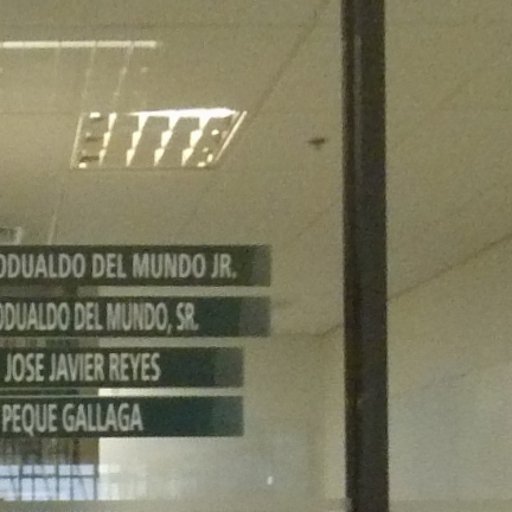 ODUALDO DEL MUNDO JR.
ODUALDO DEL MUNDO, SR.
JOSE JAVIER REYES
PEQUE GALLAGA